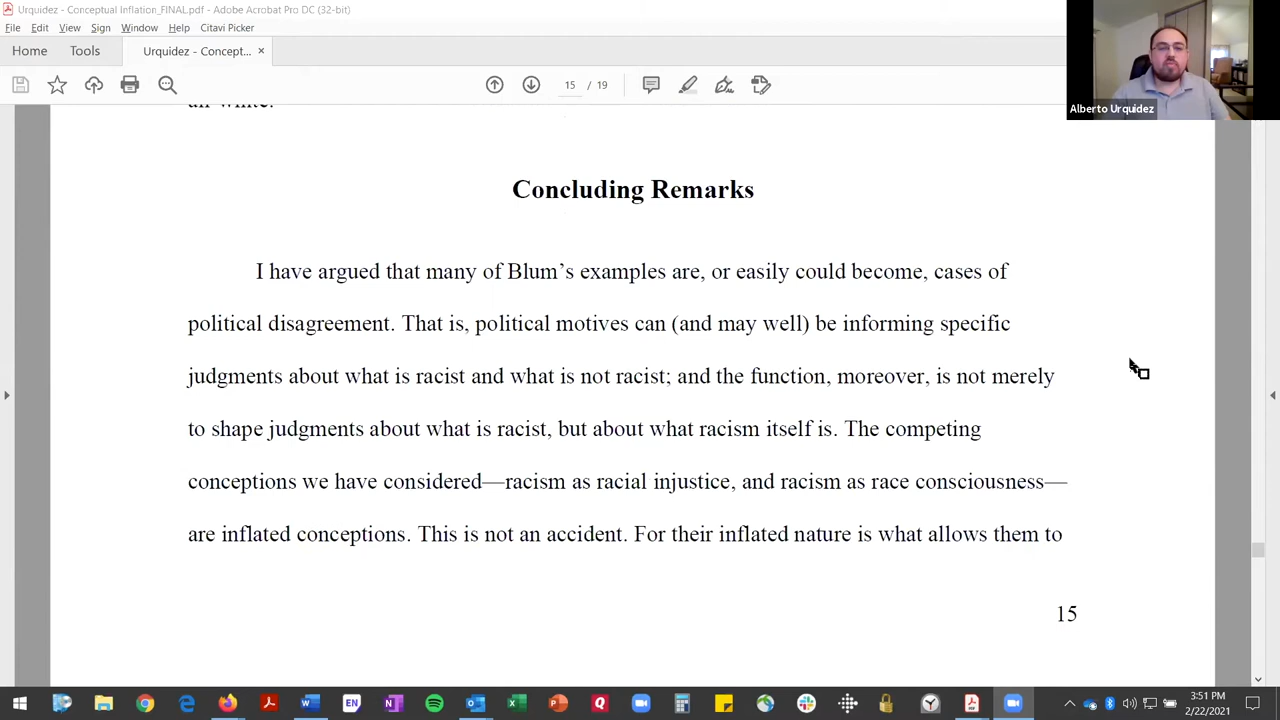 Urquidez - Conceptual Inflation_FINAL.pdf - Adobe Acrobat Pro DC (32-bit)
File Edit View Sign Window Help Citavi Picker
Home Tools Urquidez - Concept... ×
15 / 19
Alberto Urquidez
all white.
Concluding Remarks
I have argued that many of Blum’s examples are, or easily could become, cases of
political disagreement. That is, political motives can (and may well) be informing specific
judgments about what is racist and what is not racist; and the function, moreover, is not merely
to shape judgments about what is racist, but about what racism itself is. The competing
conceptions we have considered—racism as racial injustice, and racism as race consciousness—
are inflated conceptions. This is not an accident. For their inflated nature is what allows them to
15
EN
3:51 PM
2/22/2021